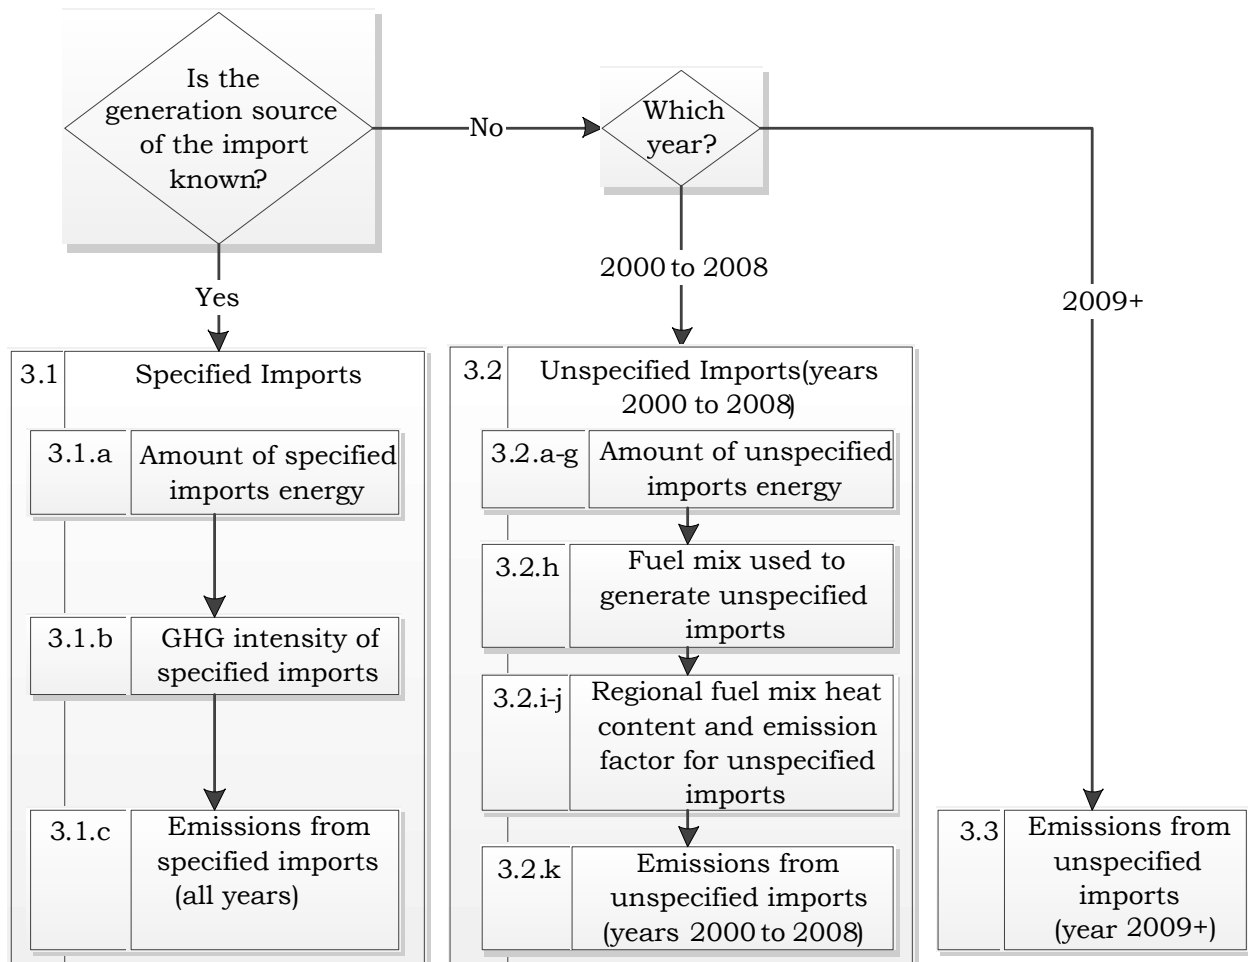 Is the
generation source
of the import
known?
No
Which
year?
Yes
2000 to 2008
2009+
3.1
Specified Imports
3.1.a
Amount of specified
imports energy
3.1.b
GHG intensity of
specified imports
3.1.c
Emissions from
specified imports
(all years)
3.2
Unspecified Imports(years
2000 to 2008)
3.2.a-g
Amount of unspecified
imports energy
3.2.h
Fuel mix used to
generate unspecified
imports
3.2.i-j
Regional fuel mix heat
content and emission
factor for unspecified
imports
3.2.k
Emissions from
unspecified imports
(years 2000 to 2008)
3.3
Emissions from
unspecified
imports
(year 2009+)